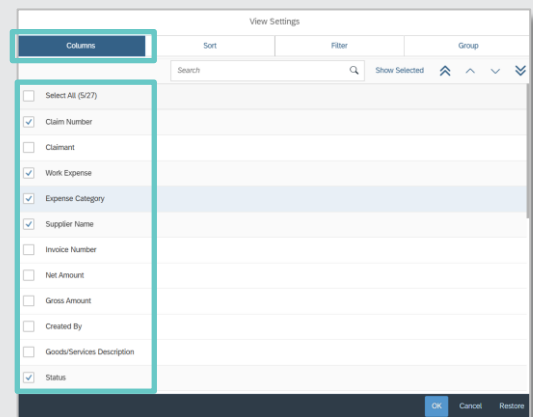 View Settings
Columns Sort Filter Group
Search Show Selected
Select All (5/27)
Claim Number
Claimant
Work Expense
Expense Category
Supplier Name
Invoice Number
Net Amount
Gross Amount
Created By
Goods/Services Description
Status
OK Cancel Restore